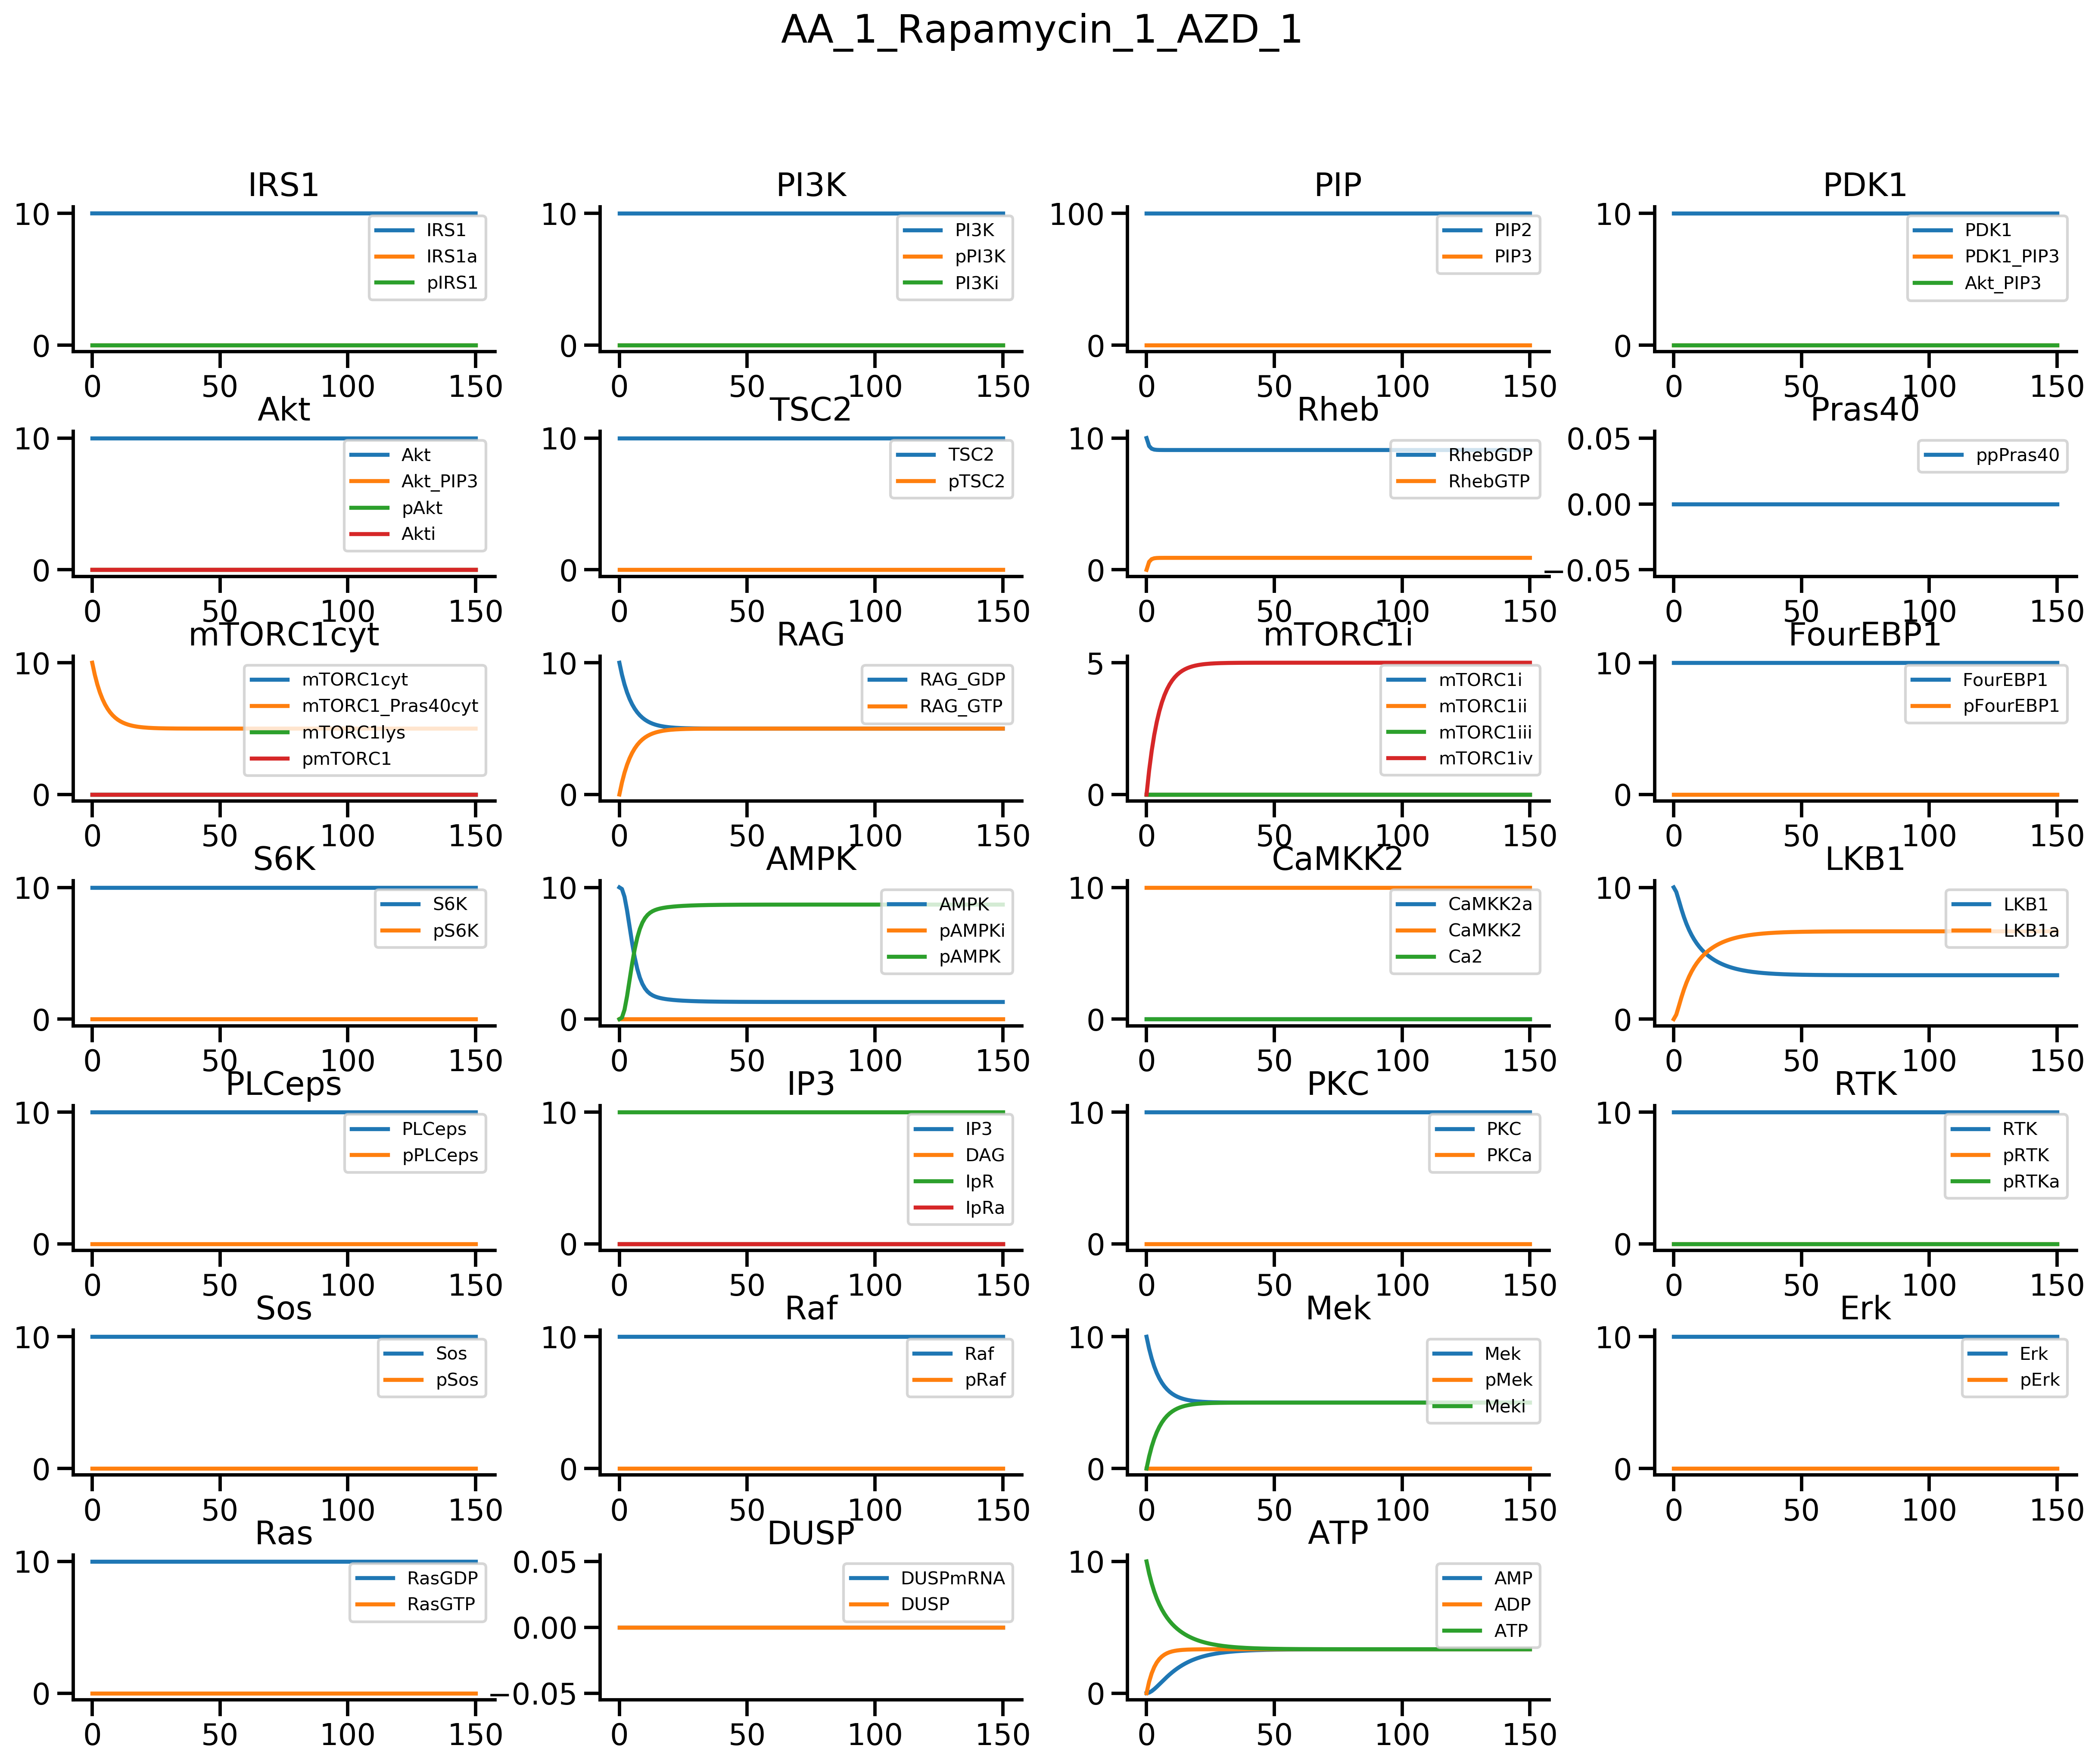 AA_1_Rapamycin_1_AZD_1
IRS1
10
0
0 50 100 150
IRS1
IRS1a
pIRS1
PI3K
10
0
0 50 100 150
PI3K
pPI3K
PI3Ki
PIP
100
0
0 50 100 150
PIP2
PIP3
PDK1
10
0
0 50 100 150
PDK1
PDK1_PIP3
Akt_PIP3
Akt
10
0
0 50 100 150
Akt
Akt_PIP3
pAkt
Akti
TSC2
10
0
0 50 100 150
TSC2
pTSC2
Rheb
10
0
0 50 100 150
RhebGDP
RhebGTP
Pras40
0.05
0.00
−0.05
0 50 100 150
ppPras40
mTORC1cyt
10
0
0 50 100 150
mTORC1cyt
mTORC1_Pras40cyt
mTORC1lys
pmTORC1
RAG
10
0
0 50 100 150
RAG_GDP
RAG_GTP
mTORC1i
5
0
0 50 100 150
mTORC1i
mTORC1ii
mTORC1iii
mTORC1iv
FourEBP1
10
0
0 50 100 150
FourEBP1
pFourEBP1
S6K
10
0
0 50 100 150
S6K
pS6K
AMPK
10
0
0 50 100 150
AMPK
pAMPKi
pAMPK
CaMKK2
10
0
0 50 100 150
CaMKK2a
CaMKK2
Ca2
LKB1
10
0
0 50 100 150
LKB1
LKB1a
PLCeps
10
0
0 50 100 150
PLCeps
pPLCeps
IP3
10
0
0 50 100 150
IP3
DAG
IpR
IpRa
PKC
10
0
0 50 100 150
PKC
PKCa
RTK
10
0
0 50 100 150
RTK
pRTK
pRTKa
Sos
10
0
0 50 100 150
Sos
pSos
Raf
10
0
0 50 100 150
Raf
pRaf
Mek
10
0
0 50 100 150
Mek
pMek
Meki
Erk
10
0
0 50 100 150
Erk
pErk
Ras
10
0
0 50 100 150
RasGDP
RasGTP
DUSP
0.05
0.00
−0.05
0 50 100 150
DUSPmRNA
DUSP
ATP
10
0
0 50 100 150
AMP
ADP
ATP